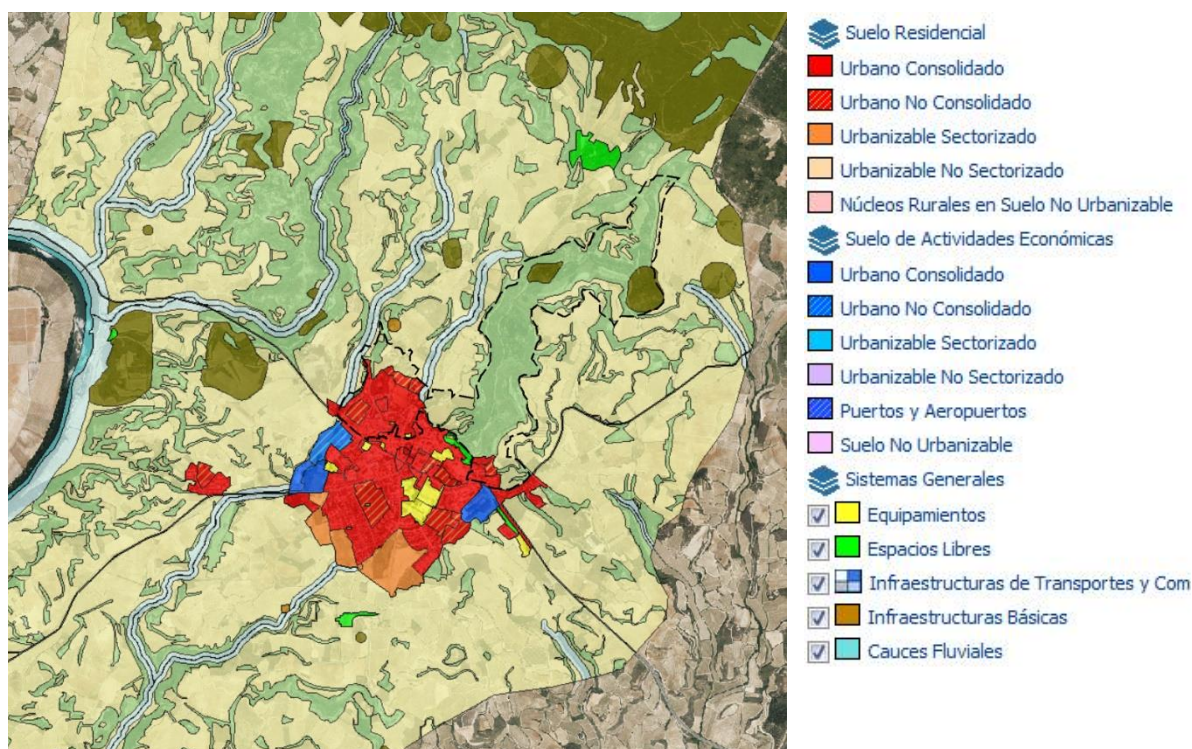 Suelo Residencial
Urbano Consolidado
Urbano No Consolidado
Urbanizable Sectorizado
Urbanizable No Sectorizado
Núcleos Rurales en Suelo No Urbanizable
Suelo de Actividades Económicas
Urbano Consolidado
Urbano No Consolidado
Urbanizable Sectorizado
Urbanizable No Sectorizado
Puertos y Aeropuertos
Suelo No Urbanizable
Sistemas Generales
Equipamientos
Espacios Libres
Infraestructuras de Transportes y Com
Infraestructuras Básicas
Cauces Fluviales